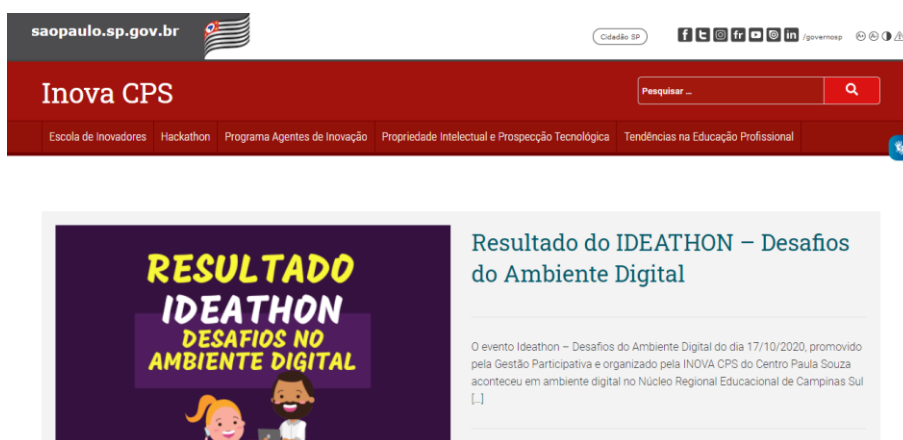 saopaulo.sp.gov.br
Cidadão SP
/governosp
Inova CPS
Pesquisar ...
Escola de Inovadores Hackathon Programa Agentes de Inovação Propriedade Intelectual e Prospecção Tecnológica Tendências na Educação Profissional
RESULTADO
IDEATHON
DESAFIOS NO
AMBIENTE DIGITAL
Resultado do IDEATHON – Desafios
do Ambiente Digital
O evento Ideathon – Desafios do Ambiente Digital do dia 17/10/2020, promovido
pela Gestão Participativa e organizado pela INOVA CPS do Centro Paula Souza
aconteceu em ambiente digital no Núcleo Regional Educacional de Campinas Sul
[...]